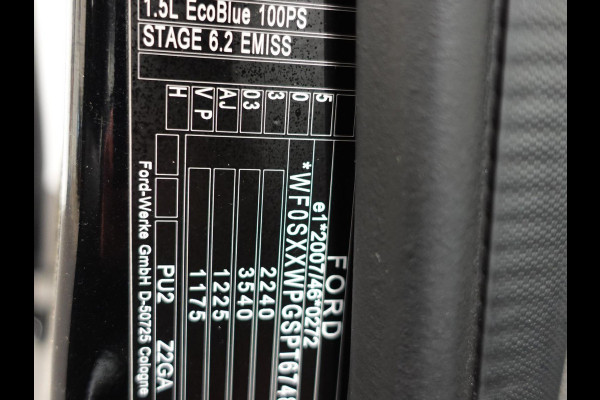 1.5L EcoBlue 100PS
STAGE 6.2 EMISS
FORD
e1*2007/46*0272
*WF0SXXWPGSPT6748
2240
3540
1225
1175
5
0
3
03
AJ
VP
H
PU2 Z2GA
Ford-Werke GmbH D-50725 Cologne